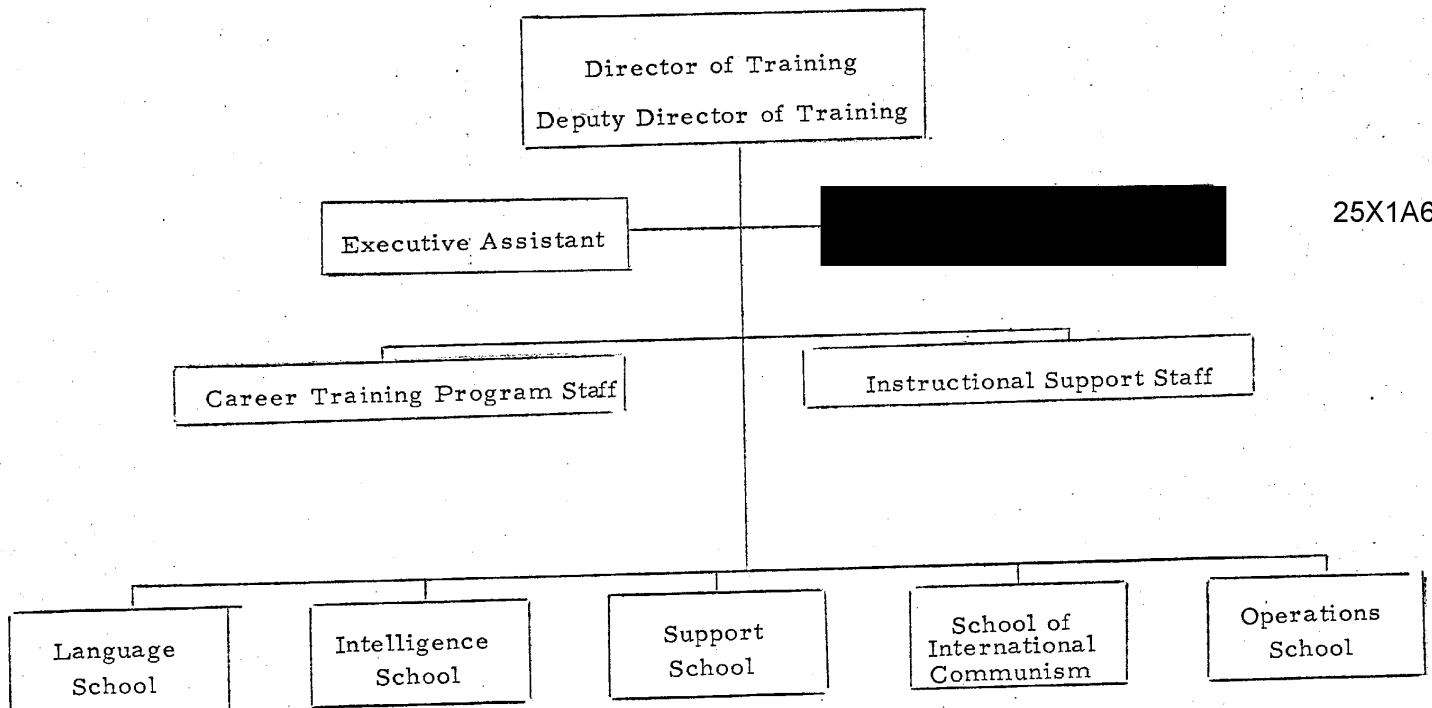 Director of Training
Deputy Director of Training
Executive Assistant
25X1A6
Career Training Program Staff
Instructional Support Staff
Language
School
Intelligence
School
Support
School
School of
International
Communism
Operations
School